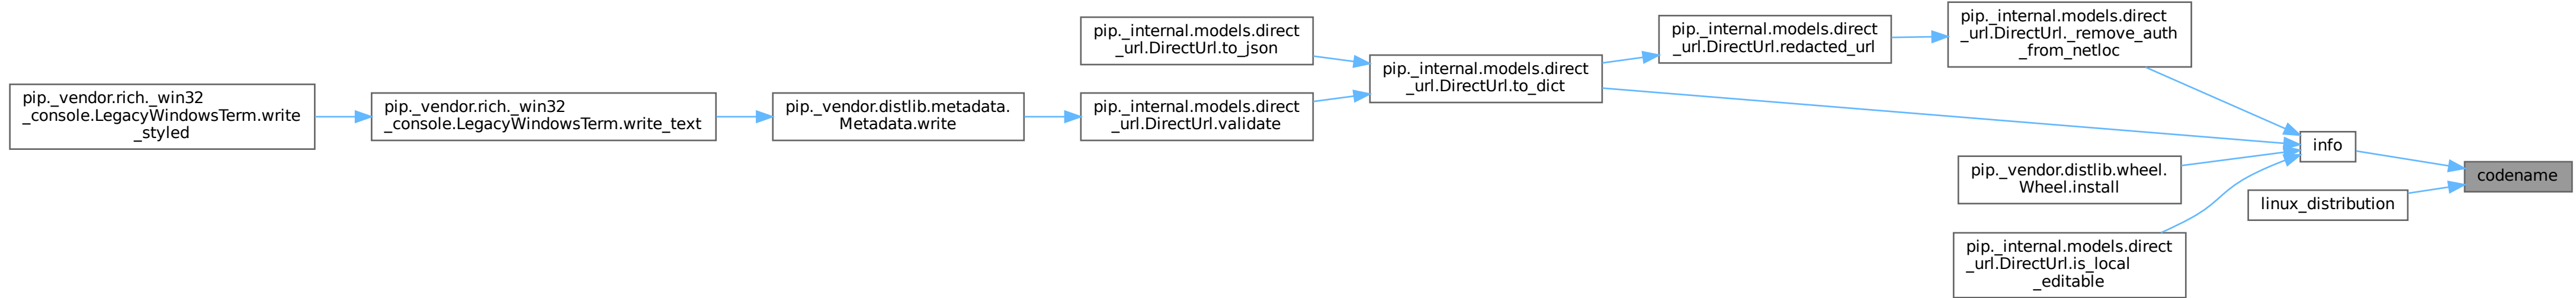 pip._vendor.rich._win32
_console.LegacyWindowsTerm.write
_styled
pip._vendor.rich._win32
_console.LegacyWindowsTerm.write_text
pip._vendor.distlib.metadata.
Metadata.write
pip._internal.models.direct
_url.DirectUrl.to_json
pip._internal.models.direct
_url.DirectUrl.validate
pip._internal.models.direct
_url.DirectUrl.to_dict
pip._internal.models.direct
_url.DirectUrl.redacted_url
pip._internal.models.direct
_url.DirectUrl._remove_auth
_from_netloc
pip._vendor.distlib.wheel.
Wheel.install
pip._internal.models.direct
_url.DirectUrl.is_local
_editable
info
linux_distribution
codename